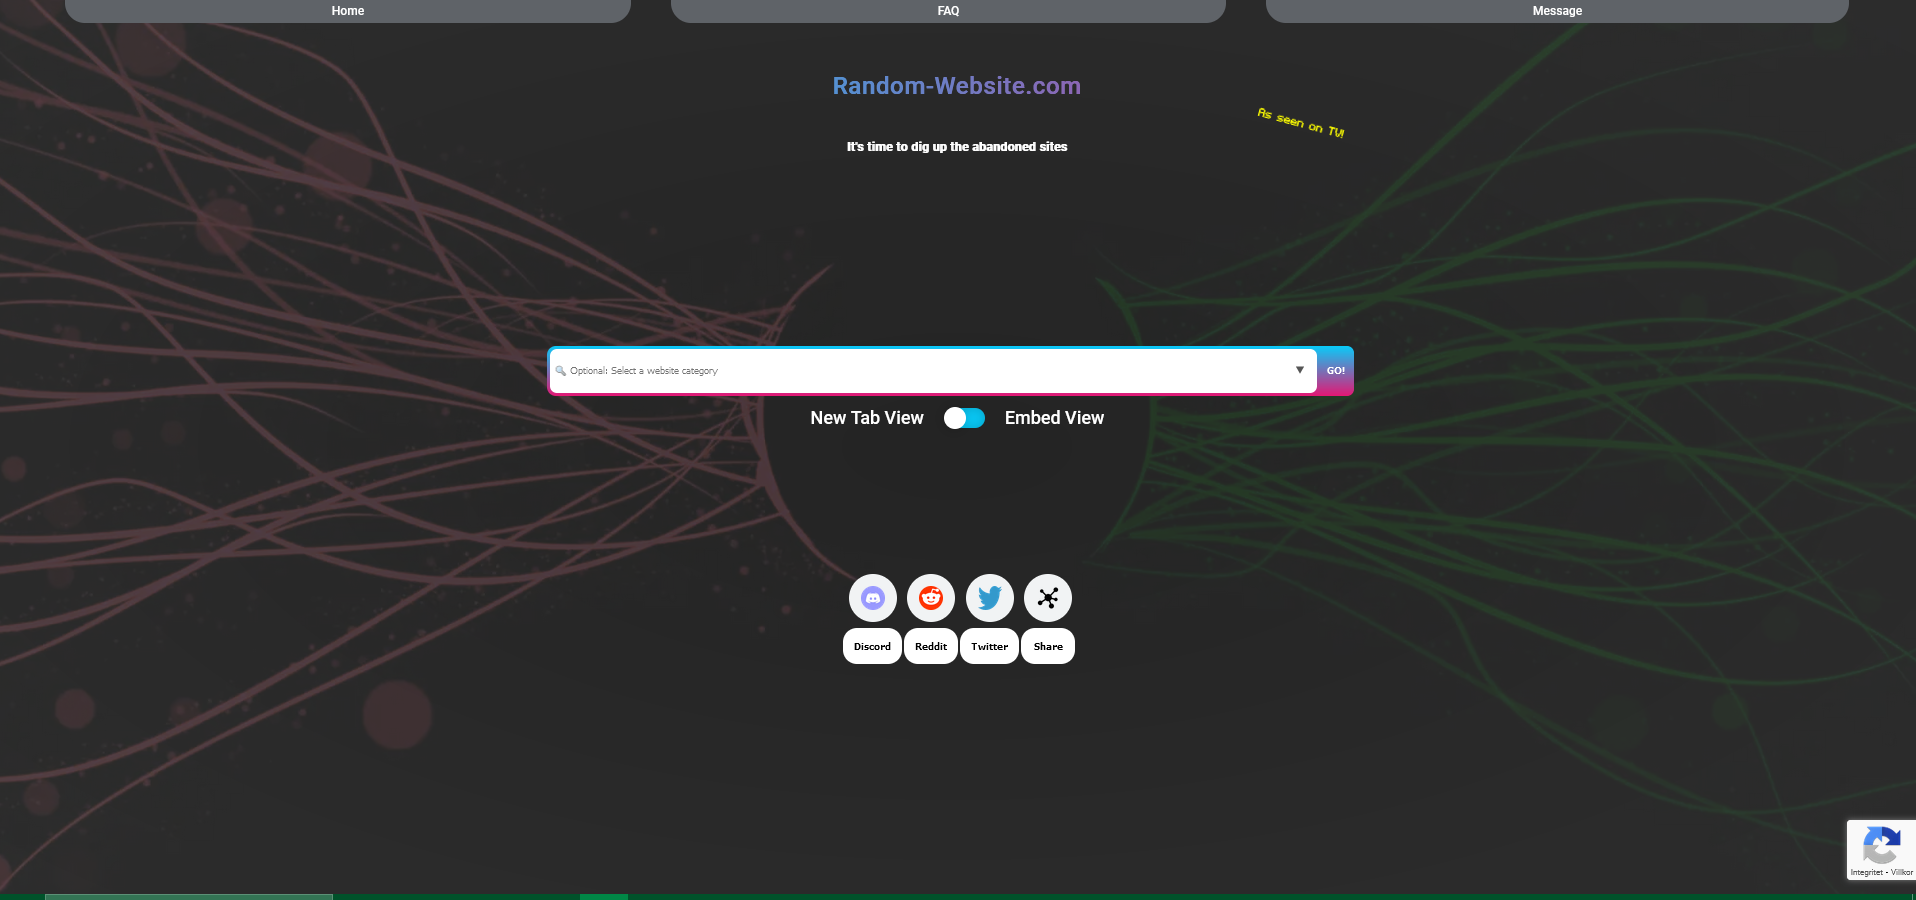 Home
FAQ
Message
Random-Website.com
As seen on TV!
It's time to dig up the abandoned sites
Optional: Select a website category
GO!
New Tab View
Embed View
Discord
Reddit
Twitter
Share
Integritet - Villkor